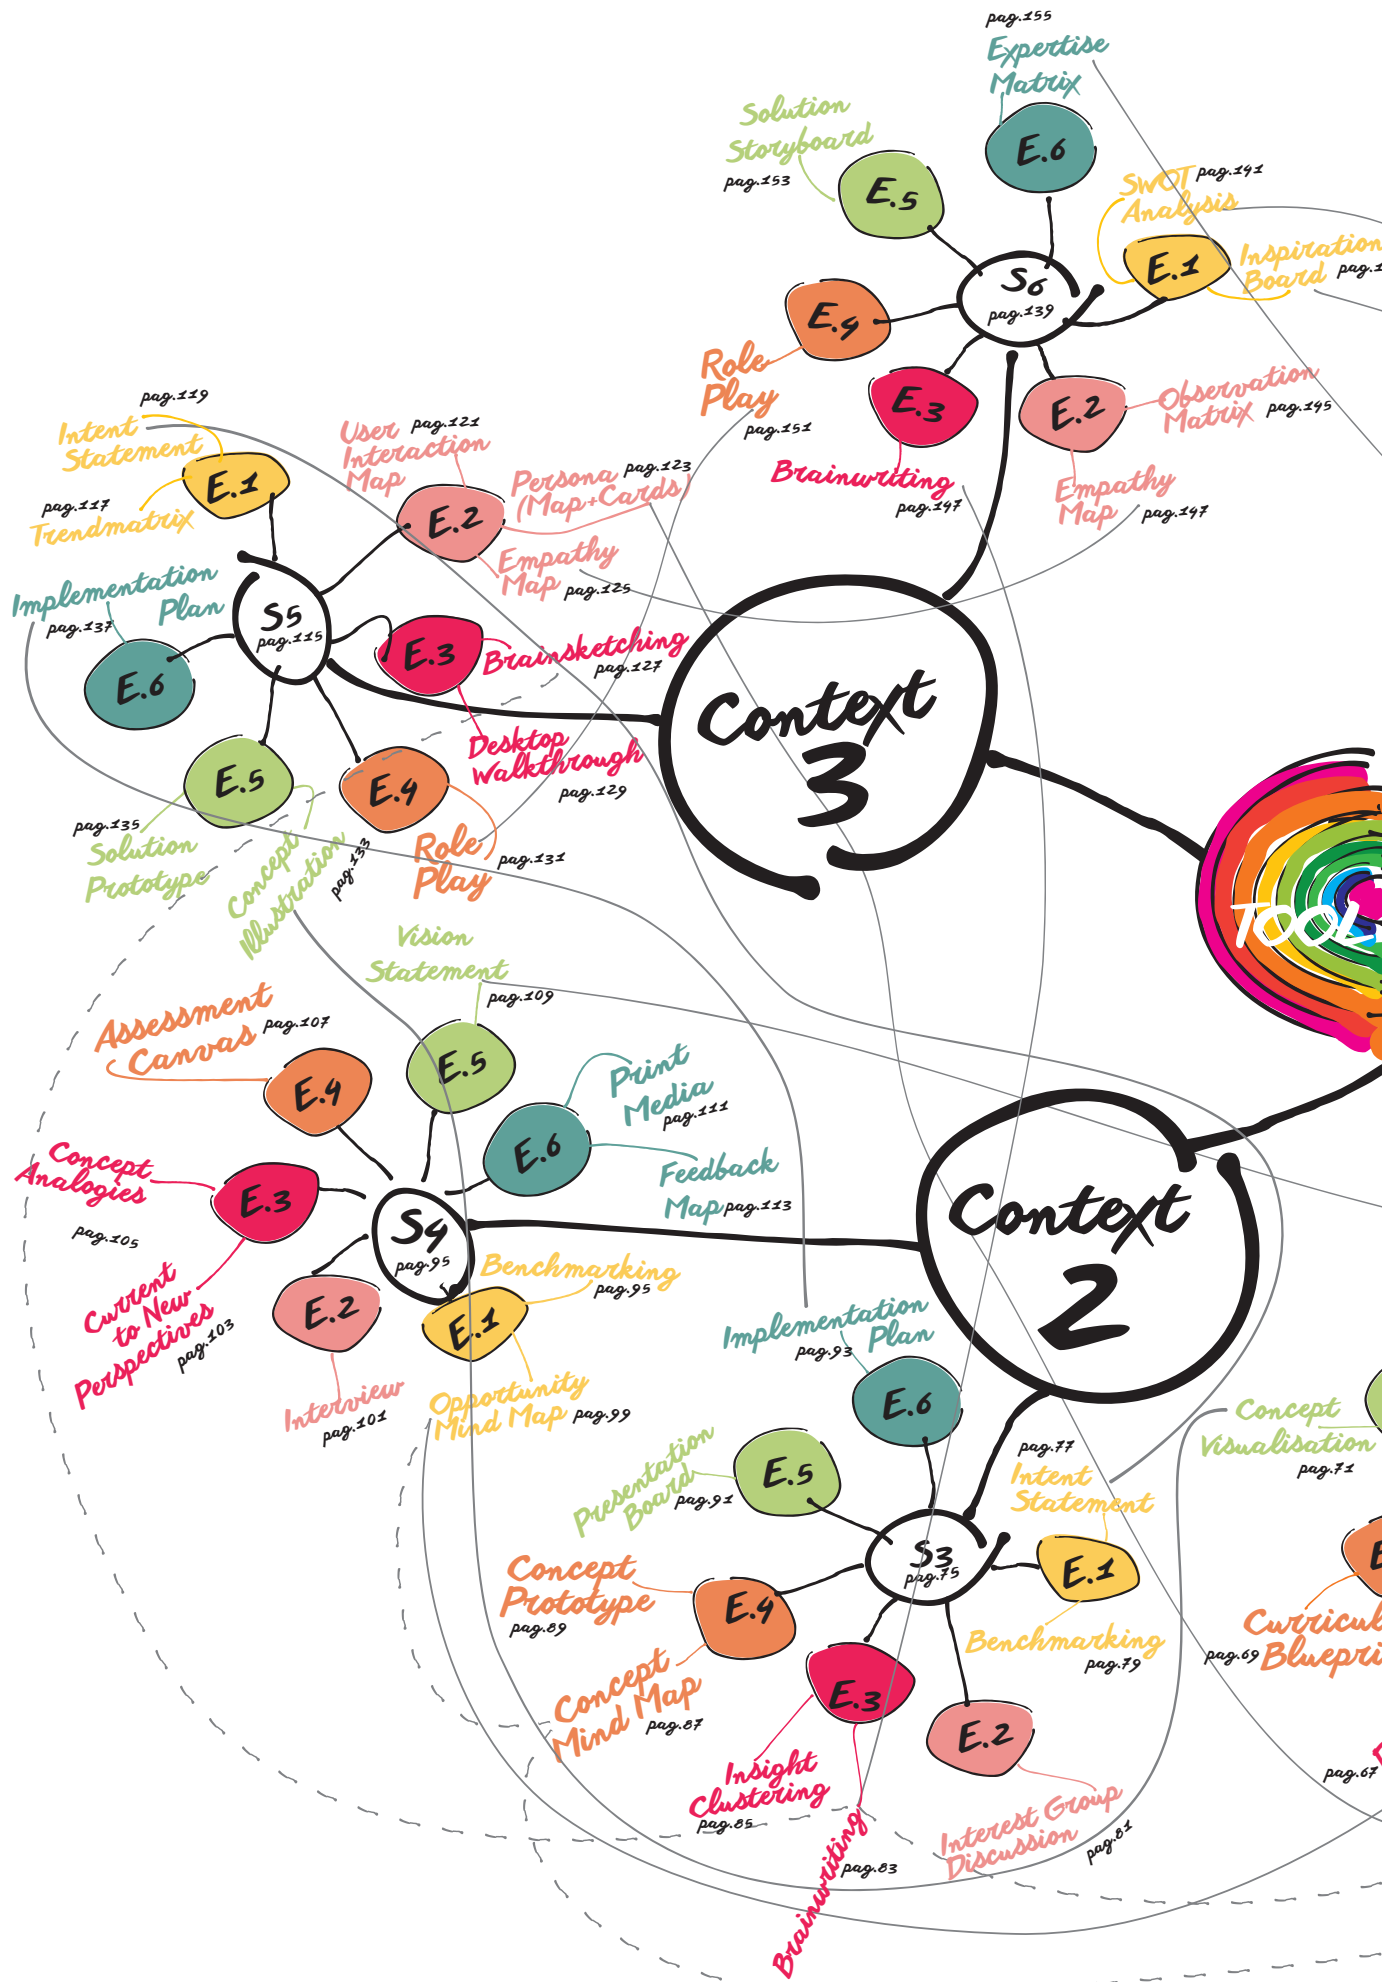 pag.155
Expertise
Matrix
E.6
Solution
Storyboard
pag.153
E.5
SWOT
Analysis
pag.141
E.1
Inspiration
Board
S6
pag.139
E.4
Role
Play
pag.151
E.3
Brainwriting
pag.147
E.2
Observation
Matrix
pag.145
Empathy
Map
pag.147
pag.119
Intent
Statement
E.1
pag.117
Trendmatrix
User
Interaction
Map
pag.121
E.2
Persona
(Map+Cards)
pag.123
Empathy
Map
pag.125
Implementation
Plan
pag.137
E.6
S5
pag.115
E.3
Brainsketching
pag.127
Desktop
Walkthrough
pag.129
E.5
pag.135
Solution
Prototype
Concept
Illustration
pag.133
E.4
Role
Play
pag.131
Context
3
TOOL
Vision
Statement
pag.109
E.5
Assessment
Canvas
pag.107
E.4
Print
Media
pag.111
E.6
Feedback
Map
pag.113
Concept
Analogies
pag.105
E.3
Current
to New
Perspectives
pag.103
S4
pag.95
E.2
Interview
pag.101
E.1
Benchmarking
pag.95
Opportunity
Mind Map
pag.99
Context
2
Implementation
Plan
pag.93
E.6
Presentation
Board
pag.91
E.5
pag.77
Intent
Statement
E.1
Benchmarking
pag.79
S3
pag.75
Concept
Prototype
pag.89
E.4
Concept
Mind Map
pag.87
E.3
Insight
Clustering
pag.85
Brainwriting
pag.83
E.2
Interest Group
Discussion
pag.81
Concept
Visualisation
pag.71
pag.69
pag.67